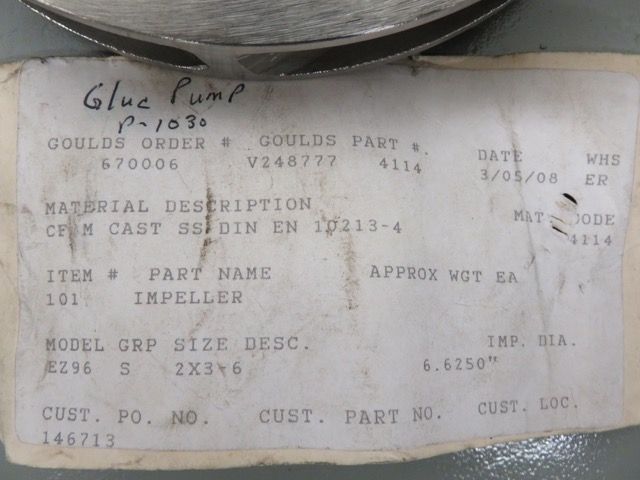 Glue Pump
P-1030
GOULDS ORDER # GOULDS PART #. DATE WHS
670006 V248777 4114 3/05/08 ER
MATERIAL DESCRIPTION MAT CODE
CF M CAST SS DIN EN 10213-4 4114
ITEM # PART NAME APPROX WGT EA
101 IMPELLER
MODEL GRP SIZE DESC. IMP. DIA.
EZ96 S 2X3-6 6.6250"
CUST. PO. NO. CUST. PART NO. CUST. LOC.
146713